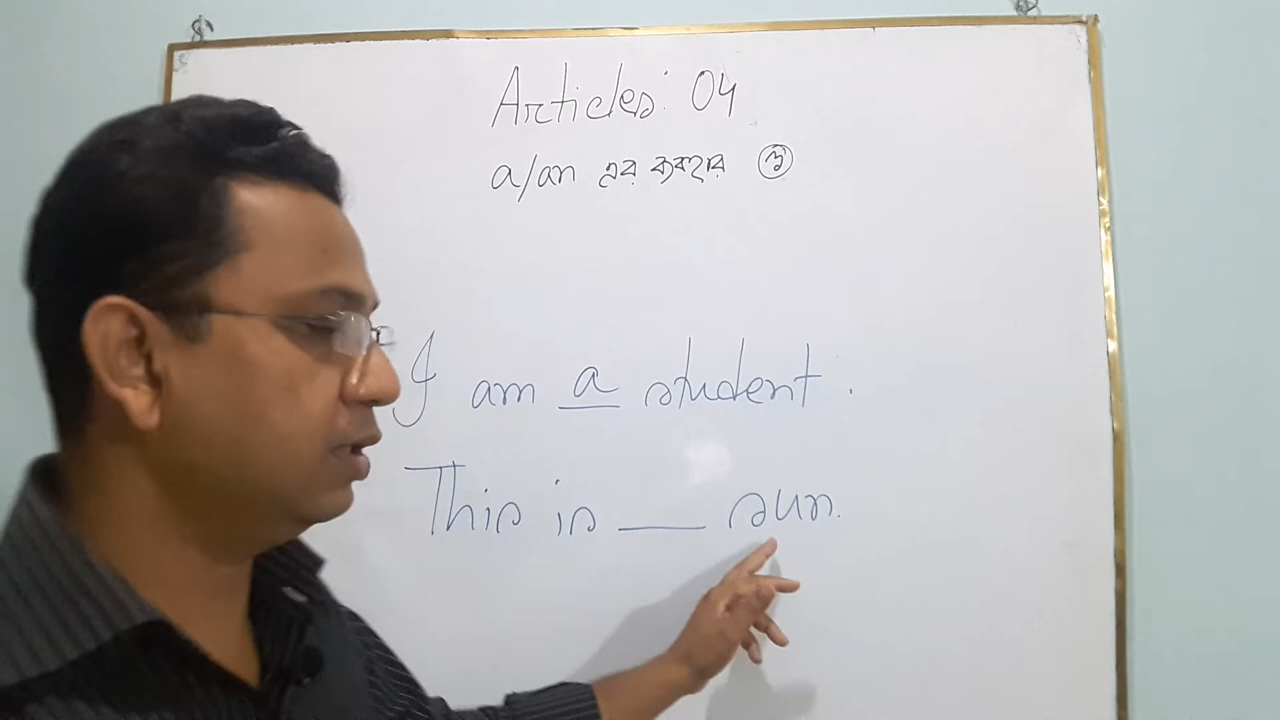 Articles: 04
a/an এর ব্যবহার ৩
I am a student.
This is ___ sun.